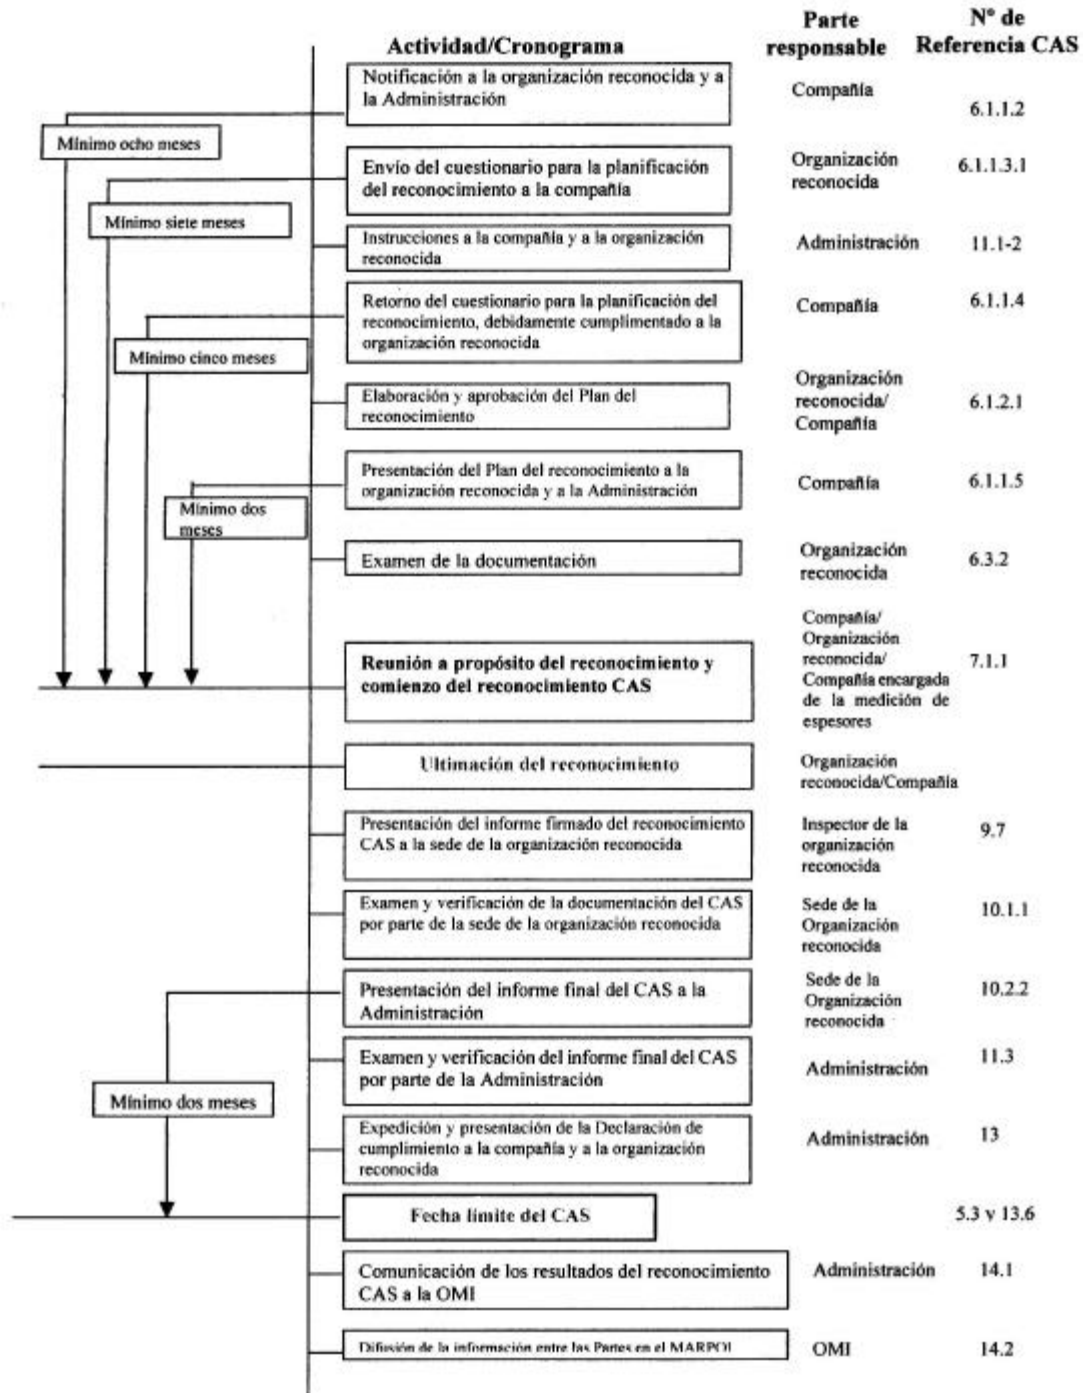 Parte
responsable
Nº de
Referencia CAS
Actividad/Cronograma
Notificación a la organización reconocida y a
la Administración
Compañía
6.1.1.2
Mínimo ocho meses
Envío del cuestionario para la planificación
del reconocimiento a la compañía
Organización
reconocida
6.1.1.3.1
Mínimo siete meses
Instrucciones a la compañía y a la organización
reconocida
Administración
11.1-2
Retorno del cuestionario para la planificación del
reconocimiento, debidamente cumplimentado a la
organización reconocida
Compañía
6.1.1.4
Mínimo cinco meses
Elaboración y aprobación del Plan del
reconocimiento
Organización
reconocida/
Compañía
6.1.2.1
Presentación del Plan del reconocimiento a la
organización reconocida y a la Administración
Compañía
6.1.1.5
Mínimo dos
meses
Examen de la documentación
Organización
reconocida
6.3.2
Reunión a propósito del reconocimiento y
comienzo del reconocimiento CAS
Compañía/
Organización
reconocida/
Compañía encargada
de la medición de
espesores
7.1.1
Ultimación del reconocimiento
Organización
reconocida/Compañía
Presentación del informe firmado del reconocimiento
CAS a la sede de la organización reconocida
Inspector de la
organización
reconocida
9.7
Examen y verificación de la documentación del CAS
por parte de la sede de la organización reconocida
Sede de la
Organización
reconocida
10.1.1
Presentación del informe final del CAS a la
Administración
Sede de la
Organización
reconocida
10.2.2
Examen y verificación del informe final del CAS
por parte de la Administración
Administración
11.3
Mínimo dos meses
Expedición y presentación de la Declaración de
cumplimiento a la compañía y a la organización
reconocida
Administración
13
Fecha límite del CAS
5.3 y 13.6
Comunicación de los resultados del reconocimiento
CAS a la OMI
Administración
14.1
Difusión de la información entre las Partes en el MARPOL
OMI
14.2